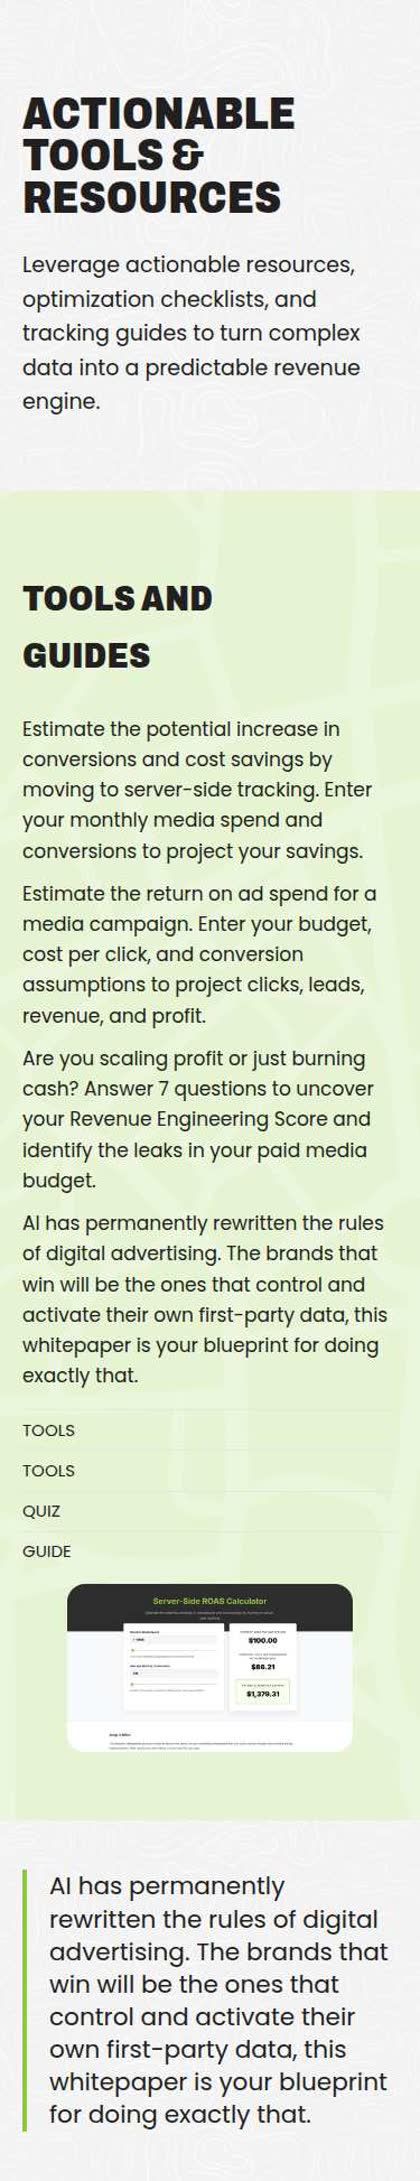 ACTIONABLE
TOOLS &
RESOURCES
Leverage actionable resources,
optimization checklists, and
tracking guides to turn complex
data into a predictable revenue
engine.
TOOLS AND
GUIDES
Estimate the potential increase in
conversions and cost savings by
moving to server-side tracking. Enter
your monthly media spend and
conversions to project your savings.
Estimate the return on ad spend for a
media campaign. Enter your budget,
cost per click, and conversion
assumptions to project clicks, leads,
revenue, and profit.
Are you scaling profit or just burning
cash? Answer 7 questions to uncover
your Revenue Engineering Score and
identify the leaks in your paid media
budget.
AI has permanently rewritten the rules
of digital advertising. The brands that
win will be the ones that control and
activate their own first-party data, this
whitepaper is your blueprint for doing
exactly that.
TOOLS
TOOLS
QUIZ
GUIDE
Server-Side ROAS Calculator
$100.00
$86.21
$1,379.31
AI has permanently
rewritten the rules of digital
advertising. The brands that
win will be the ones that
control and activate their
own first-party data, this
whitepaper is your blueprint
for doing exactly that.